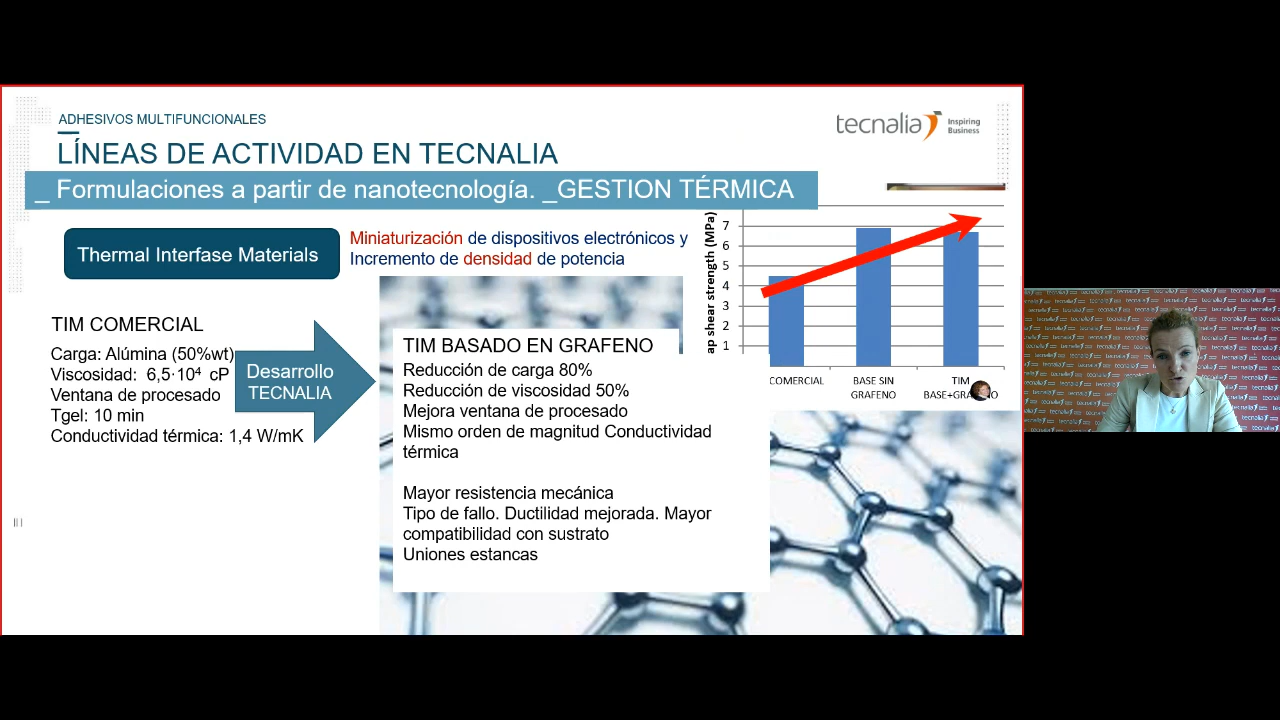 ADHESIVOS MULTIFUNCIONALES
LÍNEAS DE ACTIVIDAD EN TECNALIA
tecnalia Inspiring
Business
_ Formulaciones a partir de nanotecnología. _GESTION TÉRMICA
Thermal Interfase Materials
Miniaturización de dispositivos electrónicos y
Incremento de densidad de potencia
TIM COMERCIAL
Carga: Alúmina (50%wt)
Viscosidad: 6,5·10⁴ cP
Ventana de procesado
Tgel: 10 min
Conductividad térmica: 1,4 W/mK
Desarrollo
TECNALIA
TIM BASADO EN GRAFENO
Reducción de carga 80%
Reducción de viscosidad 50%
Mejora ventana de procesado
Mismo orden de magnitud Conductividad
térmica
Mayor resistencia mecánica
Tipo de fallo. Ductilidad mejorada. Mayor
compatibilidad con sustrato
Uniones estancas
ap shear strength (MPa)
7
6
5
4
3
2
1
COMERCIAL
BASE SIN
GRAFENO
TIM